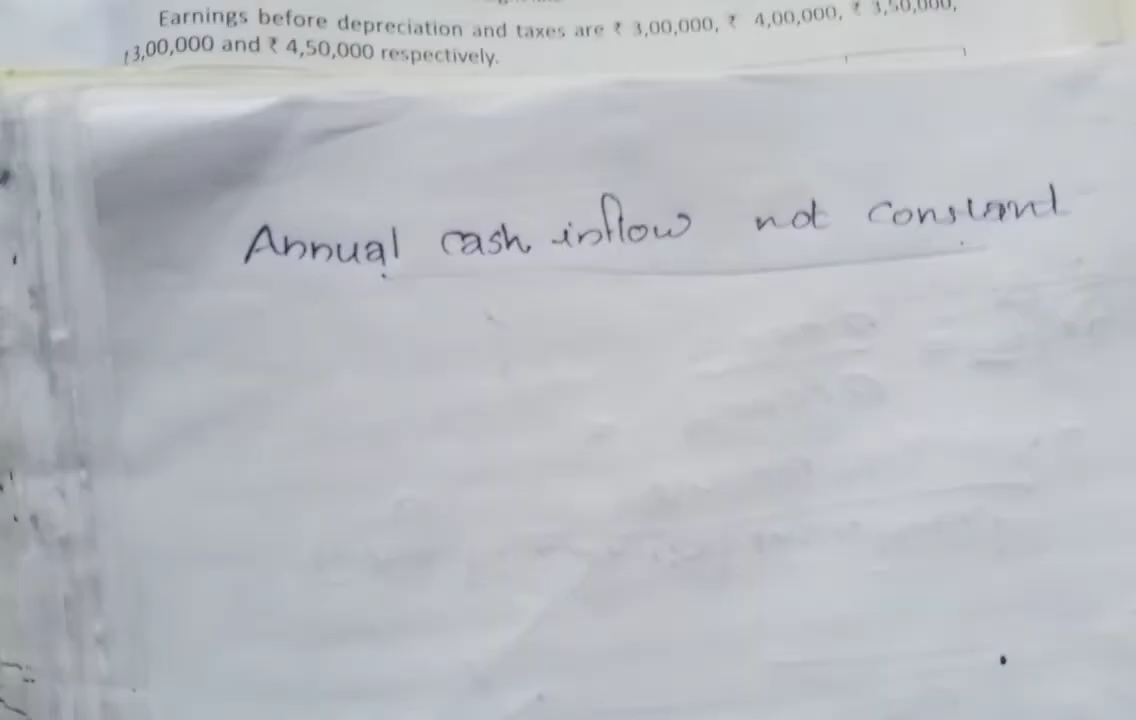 Earnings before depreciation and taxes are ₹ 3,00,000, ₹ 4,00,000, ₹ 3,50,000,
₹3,00,000 and ₹ 4,50,000 respectively.
Annual cash inflow not constant